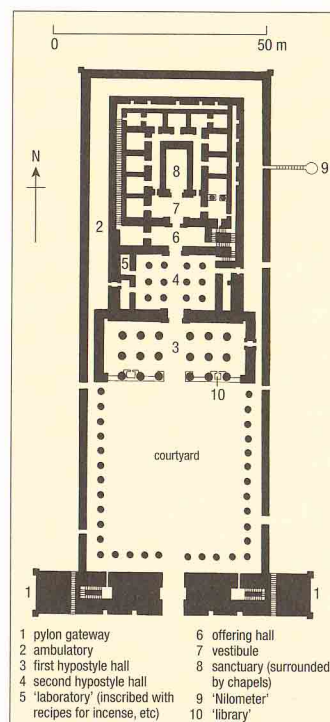 0 50 m
N
9
8
7
2
6
5
4
3
10
courtyard
1 1
1 pylon gateway
2 ambulatory
3 first hypostyle hall
4 second hypostyle hall
5 'laboratory' (inscribed with
recipes for incense, etc)
6 offering hall
7 vestibule
8 sanctuary (surrounded
by chapels)
9 'Nilometer'
10 'library'